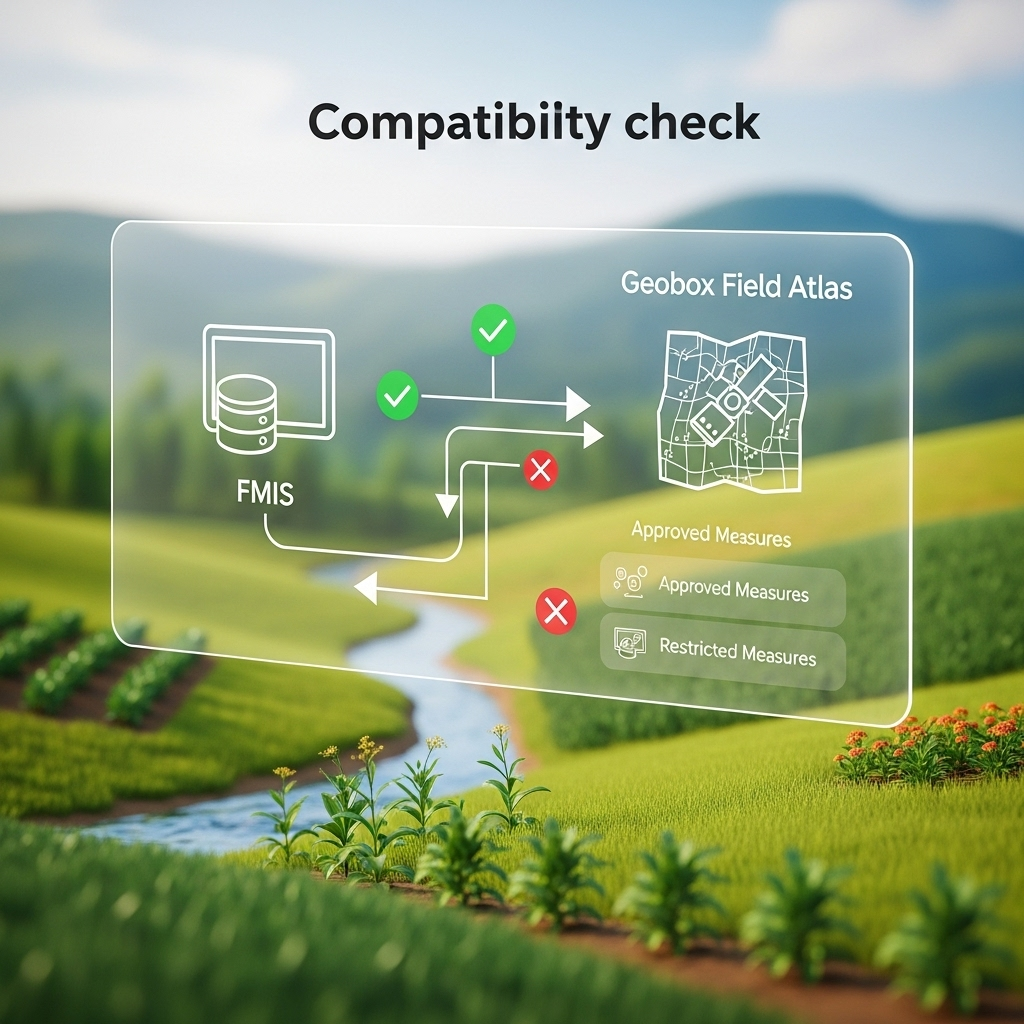 Compatibiity check
Geobox Field Atlas
FMIS
Approved Measures
Approved Measures
Restricted Measures